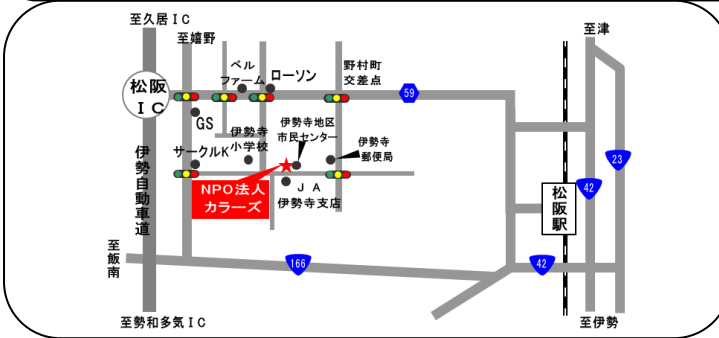 至久居ＩＣ
至嬉野
至津
松阪
ＩＣ
ベル
ファーム
ローソン
野村町
交差点
59
GS
伊勢寺
小学校
伊勢寺地区
市民センター
伊勢寺
郵便局
サークルK
23
伊勢自動車道
NPO法人
カラーズ
ＪＡ
伊勢寺支店
42
松阪駅
至飯南
166
42
至勢和多気ＩＣ
至伊勢